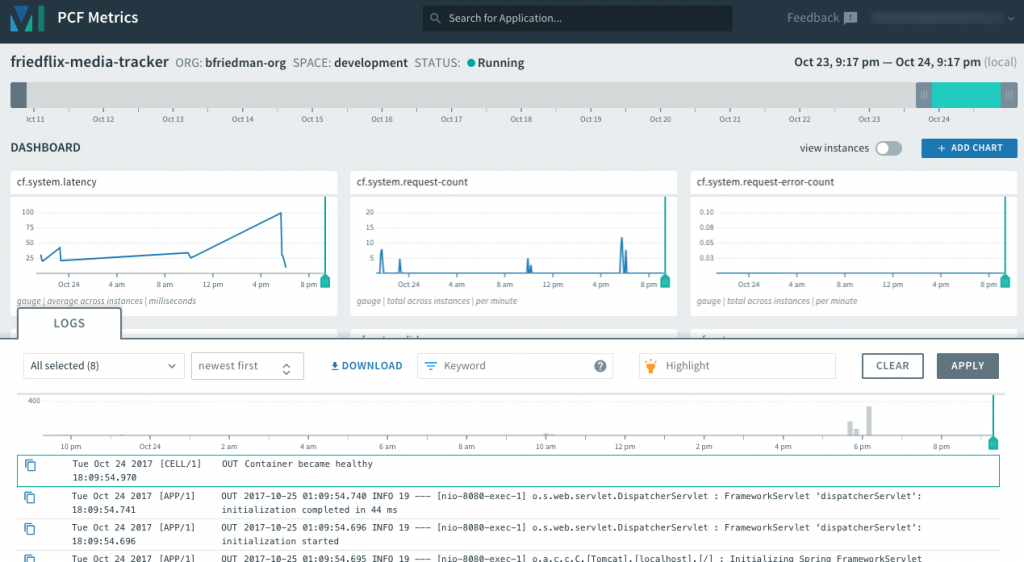 PCF Metrics
Search for Application...
Feedback
friedflix-media-tracker ORG: bfriedman-org SPACE: development STATUS: Running
Oct 23, 9:17 pm — Oct 24, 9:17 pm (local)
Oct 11 Oct 12 Oct 13 Oct 14 Oct 15 Oct 16 Oct 17 Oct 18 Oct 19 Oct 20 Oct 21 Oct 22 Oct 23 Oct 24
DASHBOARD
view instances
+ ADD CHART
cf.system.latency
100
75
50
25
Oct 24 4 am 8 am 12 pm 4 pm 8 pm
gauge | average across instances | milliseconds
cf.system.request-count
20
15
10
5
Oct 24 4 am 8 am 12 pm 4 pm 8 pm
gauge | total across instances | per minute
cf.system.request-error-count
0.10
0.08
0.05
0.03
Oct 24 4 am 8 am 12 pm 4 pm 8 pm
gauge | total across instances | per minute
LOGS
All selected (8)
newest first
DOWNLOAD
Keyword
?
Highlight
CLEAR
APPLY
400
10 pm Oct 24 2 am 4 am 6 am 8 am 10 am 12 pm 2 pm 4 pm 6 pm 8 pm
Tue Oct 24 2017 [CELL/1] OUT Container became healthy
18:09:54.970
Tue Oct 24 2017 [APP/1] OUT 2017-10-25 01:09:54.740 INFO 19 --- [nio-8080-exec-1] o.s.web.servlet.DispatcherServlet : FrameworkServlet 'dispatcherServlet':
18:09:54.741 initialization completed in 44 ms
Tue Oct 24 2017 [APP/1] OUT 2017-10-25 01:09:54.696 INFO 19 --- [nio-8080-exec-1] o.s.web.servlet.DispatcherServlet : FrameworkServlet 'dispatcherServlet':
18:09:54.696 initialization started
Tue Oct 24 2017 [APP/1] OUT 2017-10-25 01:09:54.695 INFO 19 --- [nio-8080-exec-1] o.a.c.c.C.[Tomcat].[localhost].[/] : Initializing Spring FrameworkServlet